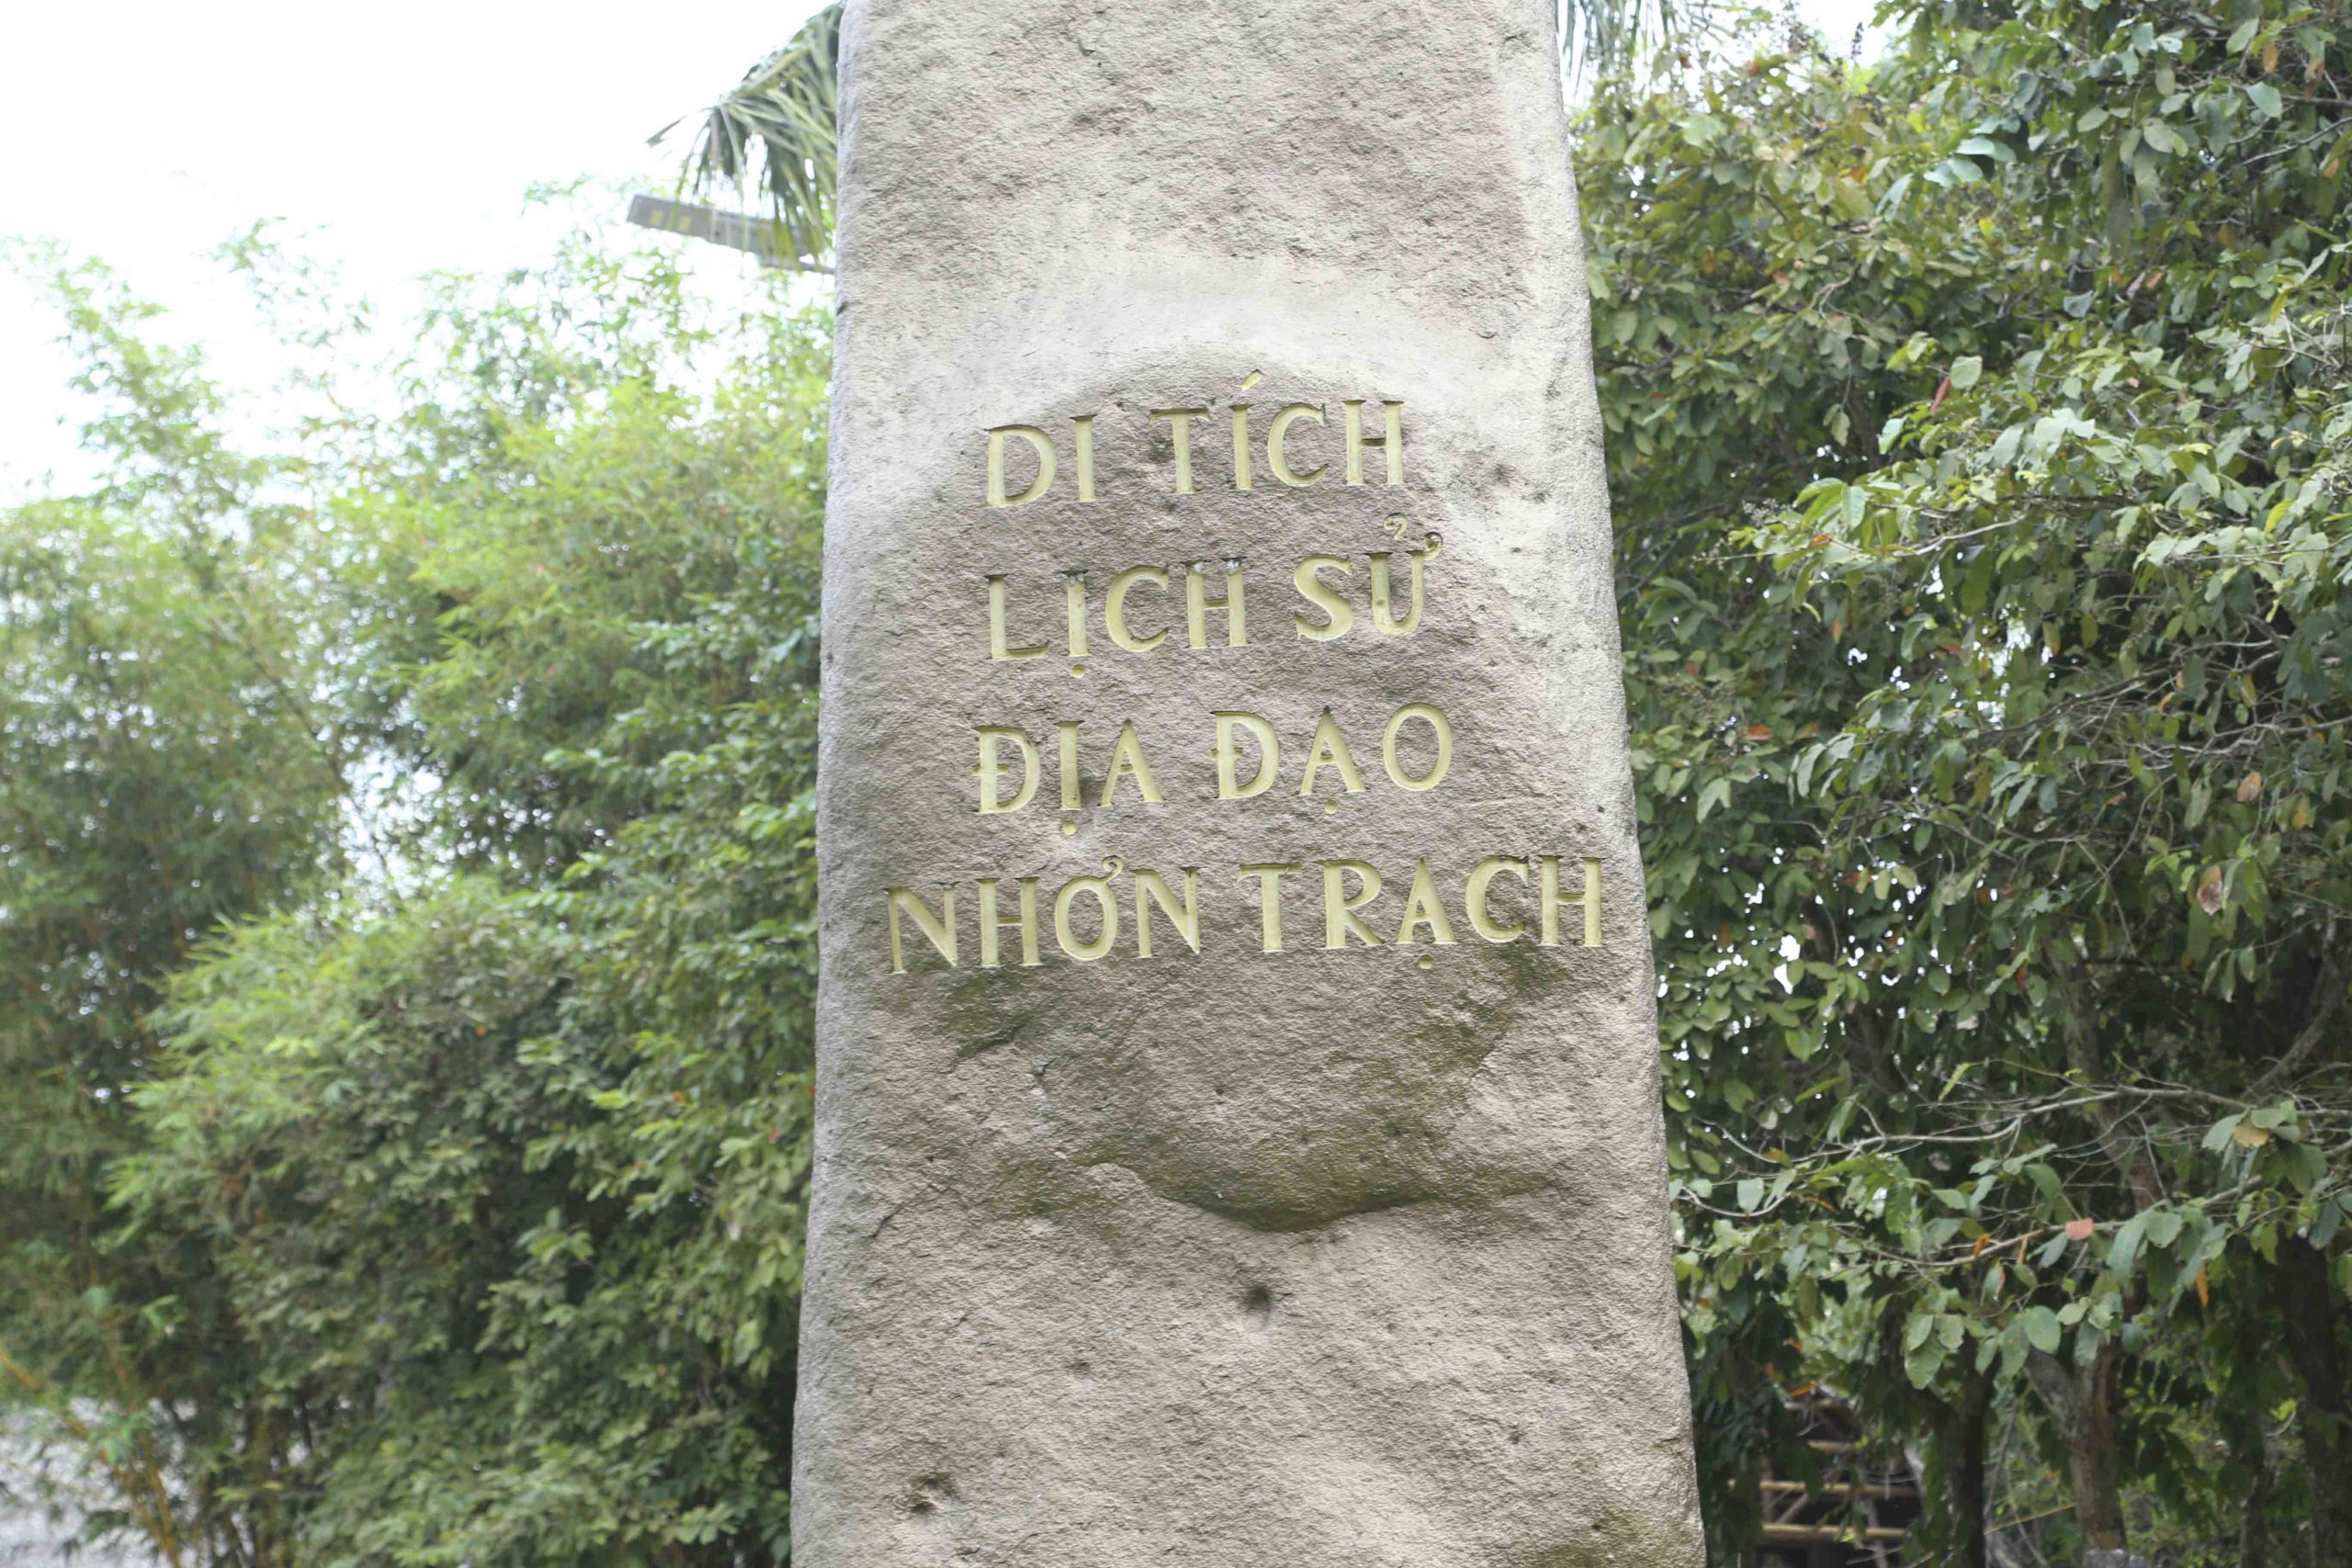 DI TÍCH
LỊCH SỬ
ĐỊA ĐẠO
NHƠN TRẠCH